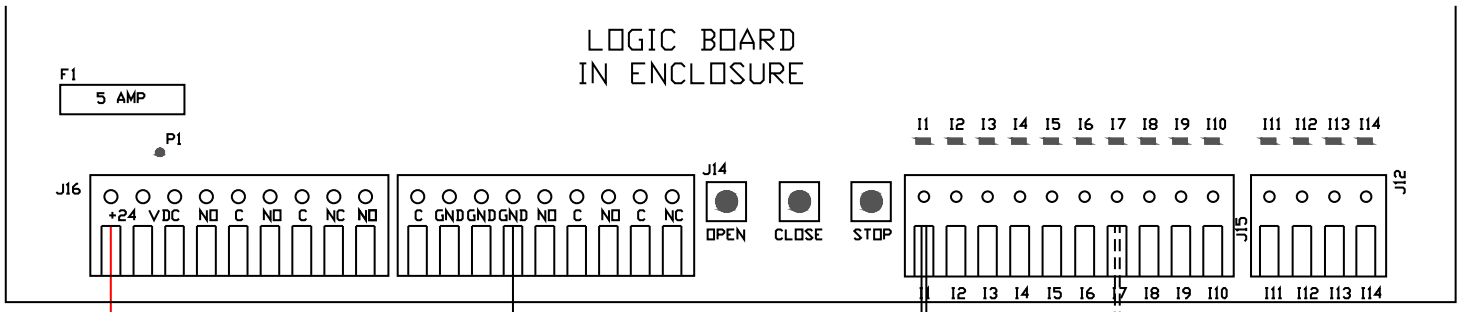 LOGIC BOARD
IN ENCLOSURE
F1
5 AMP
P1
I1 I2 I3 I4 I5 I6 I7 I8 I9 I10 I11 I12 I13 I14
J16
J14
J12
+24 VDC NO C NO C NC NO
C GND GND GND NO C NO C NC
J15
OPEN CLOSE STOP
I1 I2 I3 I4 I5 I6 I7 I8 I9 I10 I11 I12 I13 I14